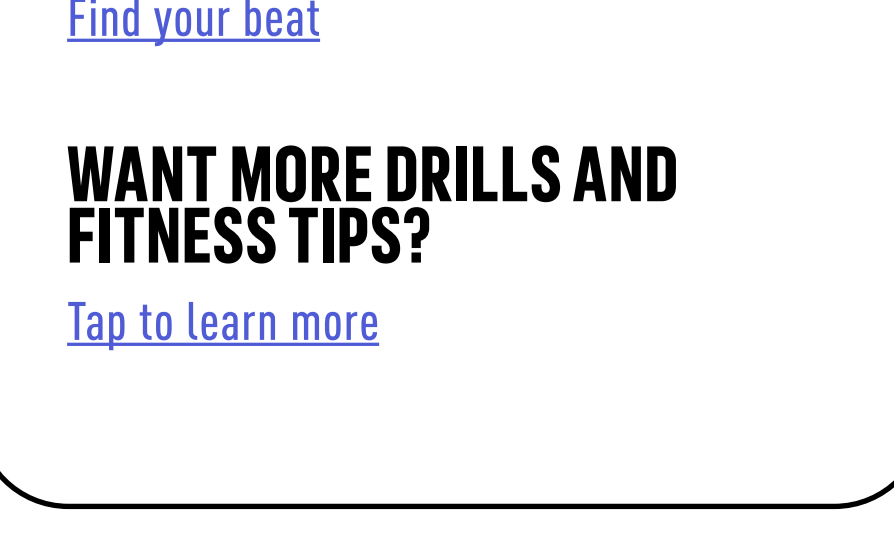 Find your beat
WANT MORE DRILLS AND
FITNESS TIPS?
Tap to learn more